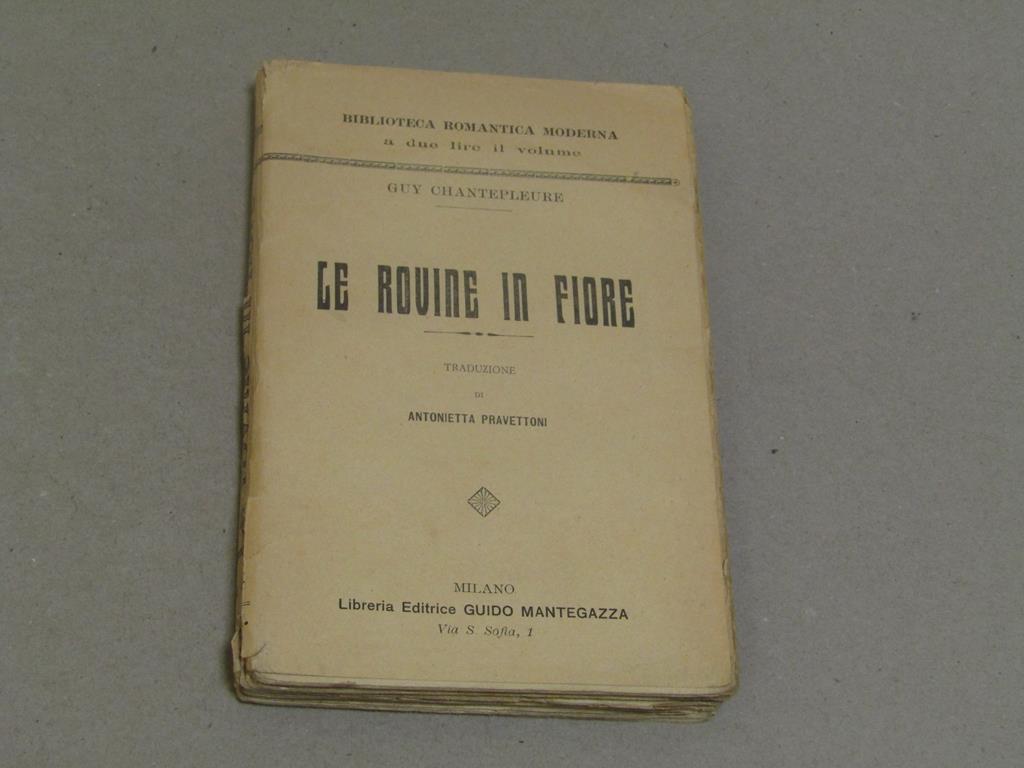 BIBLIOTECA ROMANTICA MODERNA
a due lire il volume
GUY CHANTEPLEURE
LE ROVINE IN FIORE
TRADUZIONE
DI
ANTONIETTA PRAVETTONI
MILANO
Libreria Editrice GUIDO MANTEGAZZA
Via S. Sofia, 1